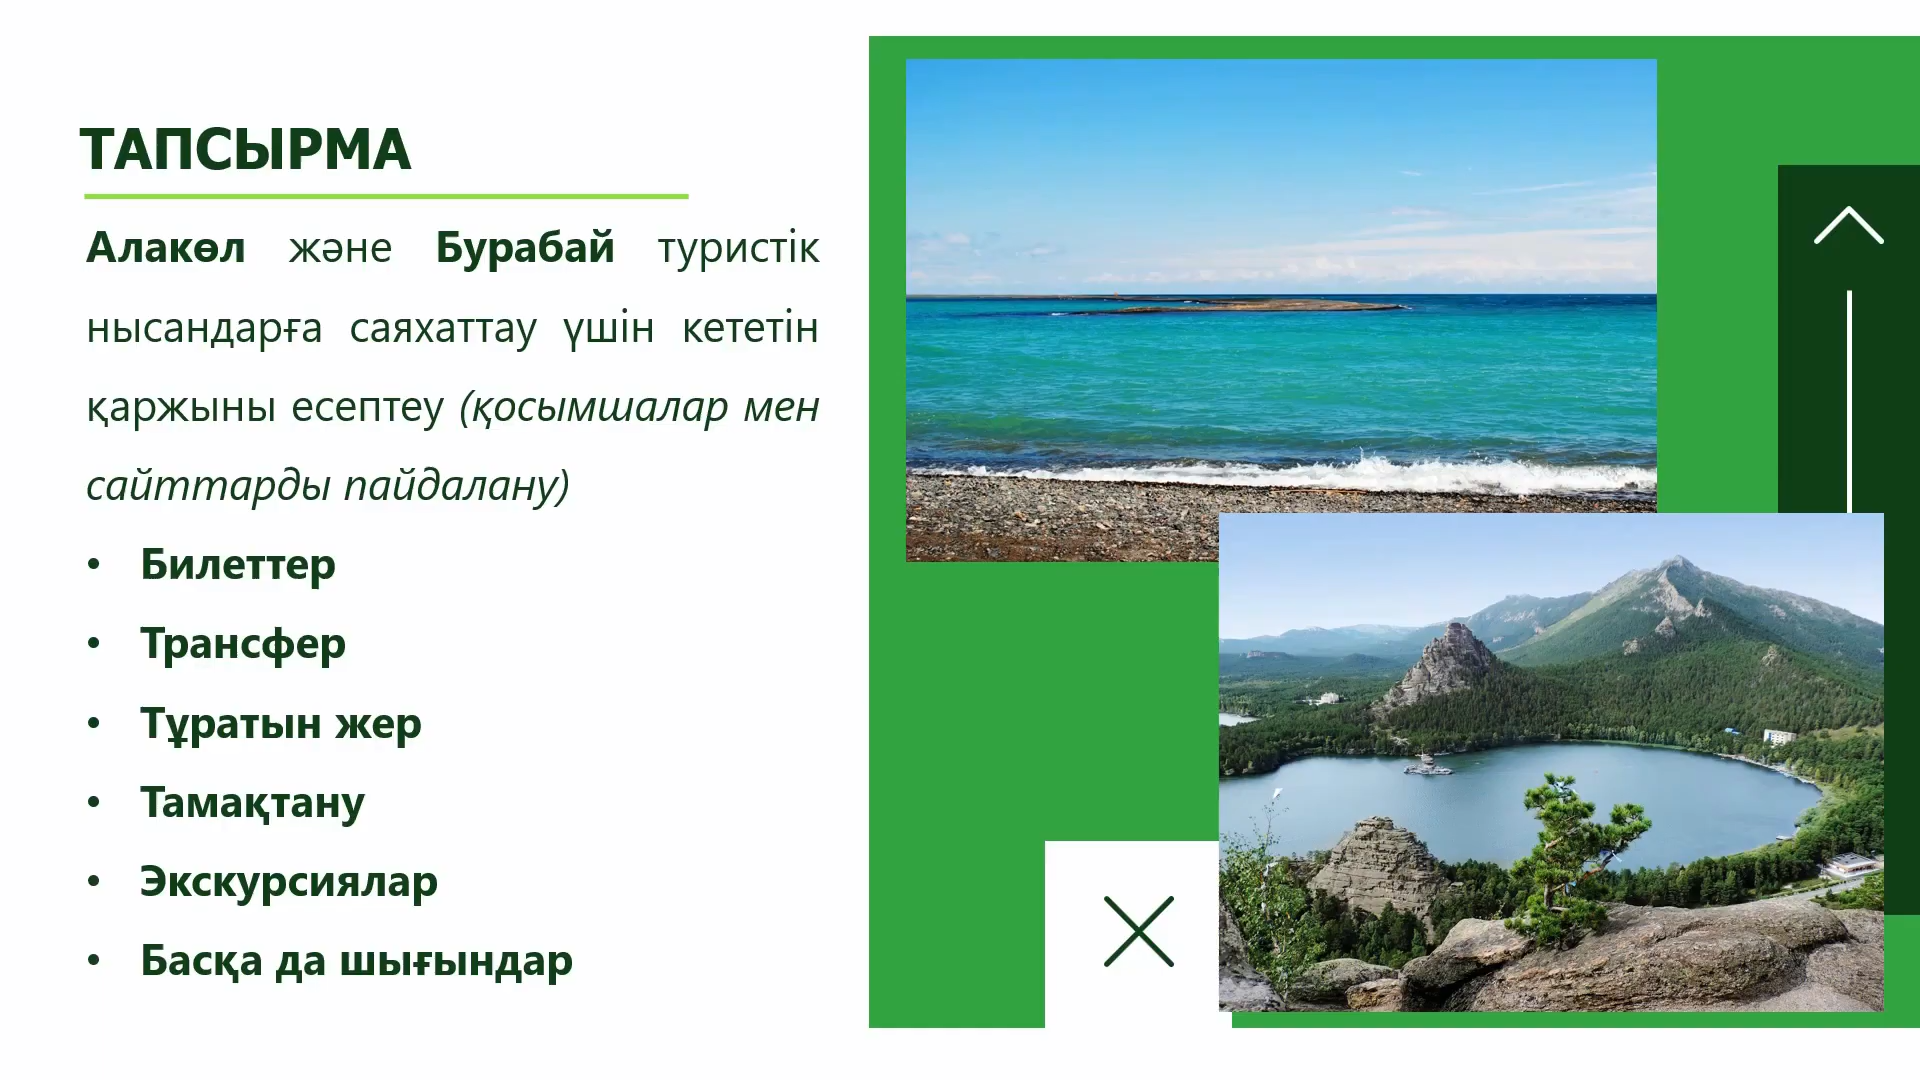 ТАПСЫРМА
Алакөл және Бурабай туристік
нысандарға саяхаттау үшін кететін
қаржыны есептеу (қосымшалар мен
сайттарды пайдалану)
• Билеттер
• Трансфер
• Тұратын жер
• Тамақтану
• Экскурсиялар
• Басқа да шығындар